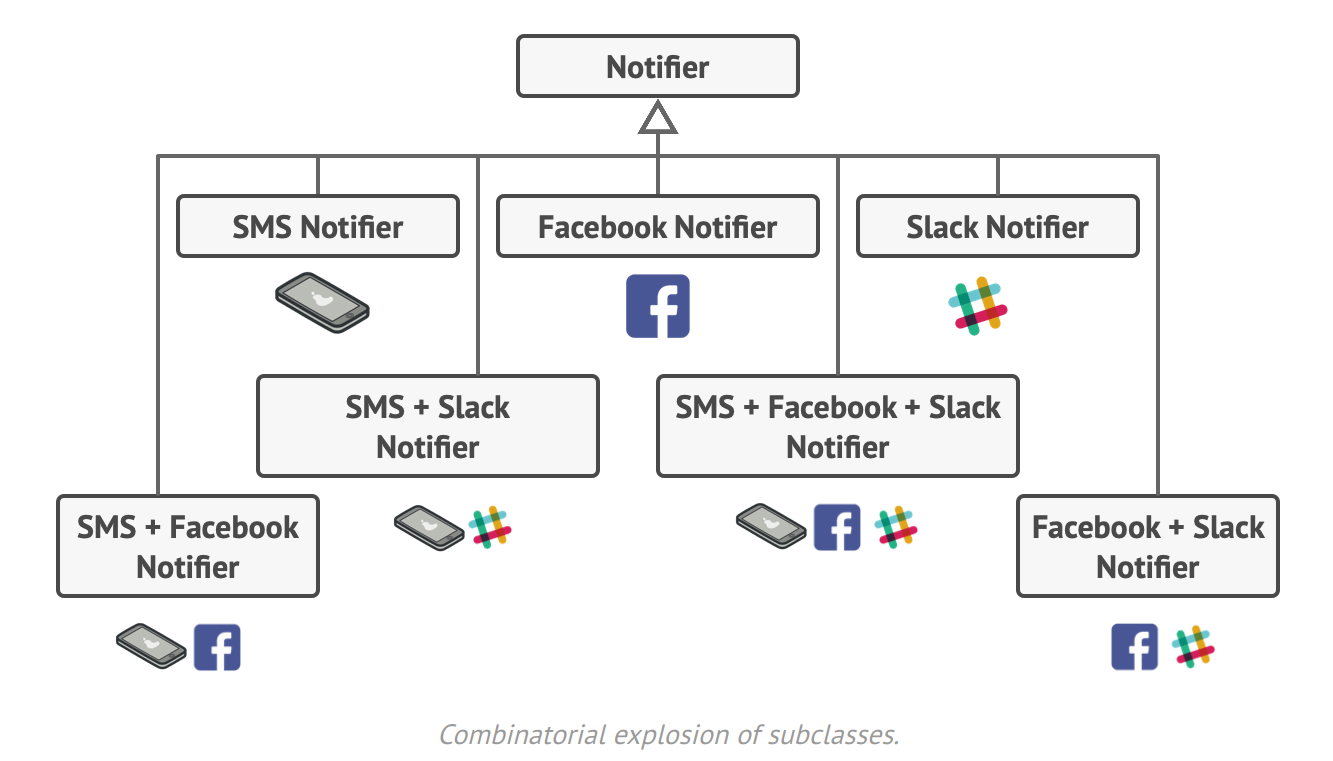 Notifier
SMS Notifier
Facebook Notifier
Slack Notifier
SMS + Slack
Notifier
SMS + Facebook + Slack
Notifier
SMS + Facebook
Notifier
Facebook + Slack
Notifier
Combinatorial explosion of subclasses.